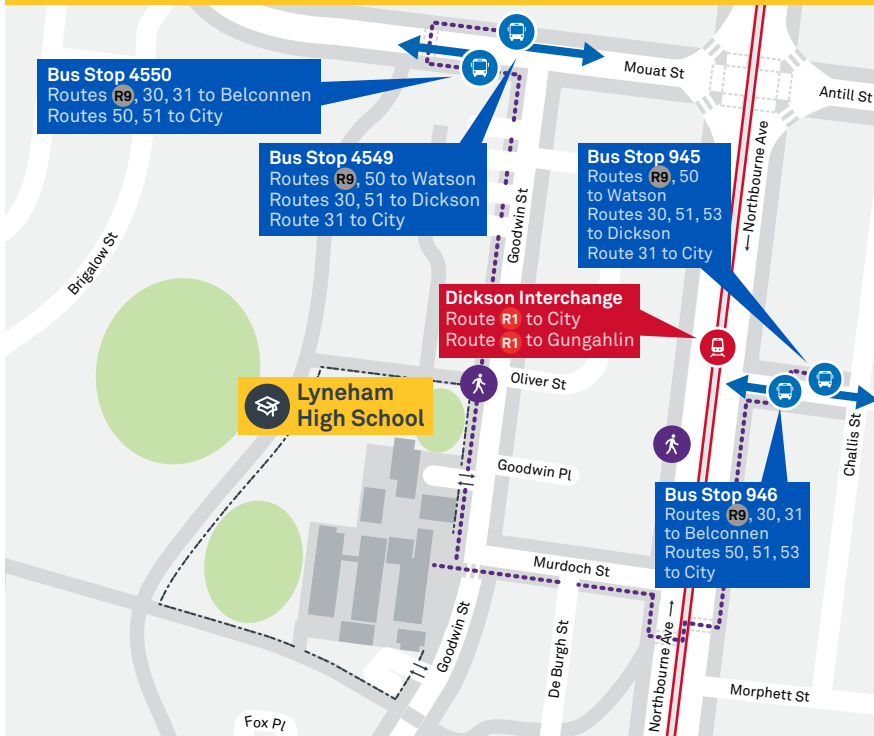 Mouat St
Antill St
Bus Stop 4550
Routes R9, 30, 31 to Belconnen
Routes 50, 51 to City
Bus Stop 4549
Routes R9, 50 to Watson
Routes 30, 51 to Dickson
Route 31 to City
Bus Stop 945
Routes R9, 50
to Watson
Routes 30, 51, 53
to Dickson
Route 31 to City
← Northbourne Ave
Goodwin St
Brigalow St
Dickson Interchange
Route R1 to City
Route R1 to Gungahlin
Oliver St
Lyneham
High School
Challis St
Goodwin Pl
Bus Stop 946
Routes R9, 30, 31
to Belconnen
Routes 50, 51, 53
to City
Murdoch St
Goodwin St
De Burgh St
Northbourne Ave →
Morphett St
Fox Pl